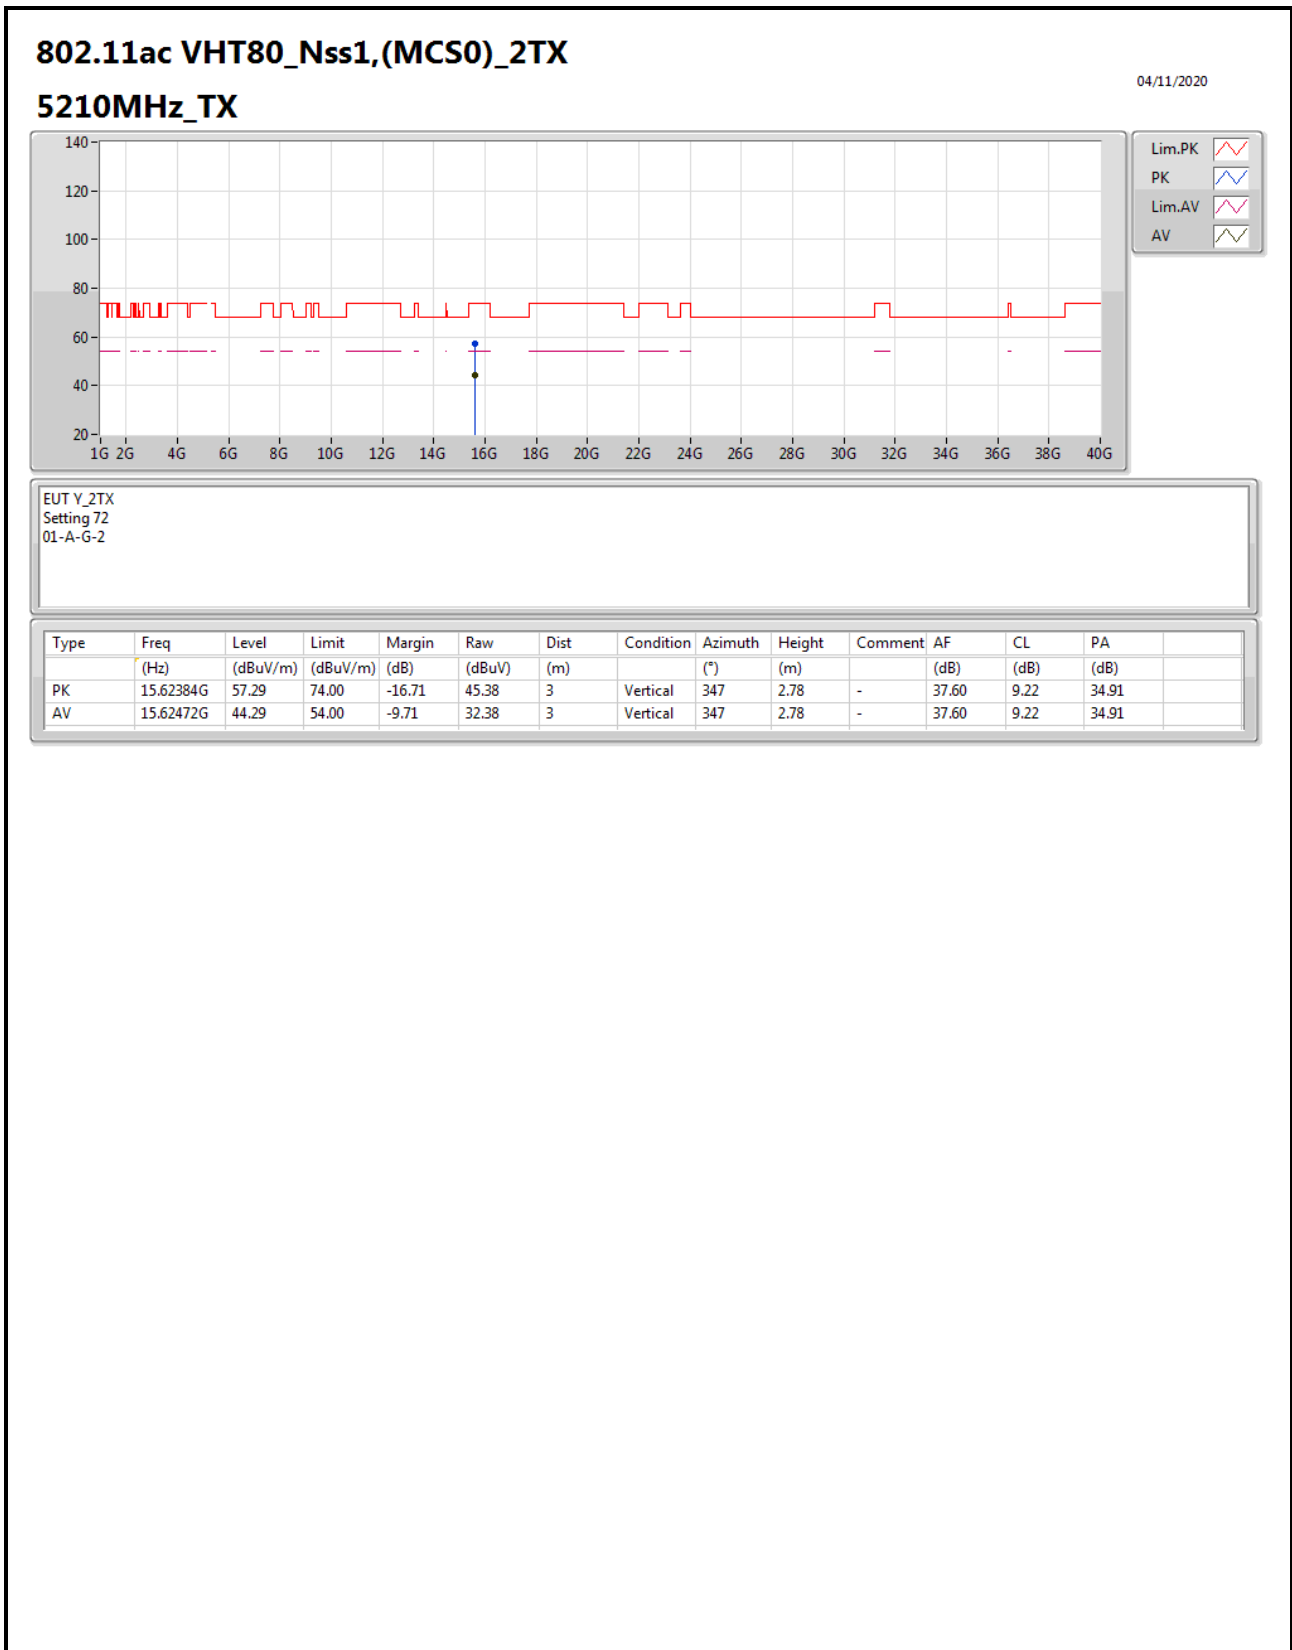 802.11ac VHT80_Nss1,(MCS0)_2TX
04/11/2020
5210MHz_TX
140
120
100
80
60
40
20
1G 2G 4G 6G 8G 10G 12G 14G 16G 18G 20G 22G 24G 26G 28G 30G 32G 34G 36G 38G 40G
Lim.PK
PK
Lim.AV
AV
EUT Y_2TX
Setting 72
01-A-G-2
Type Freq Level Limit Margin Raw Dist Condition Azimuth Height Comment AF CL PA
(Hz) (dBuV/m) (dBuV/m) (dB) (dBuV) (m) (°) (m) (dB) (dB) (dB)
PK 15.62384G 57.29 74.00 -16.71 45.38 3 Vertical 347 2.78 - 37.60 9.22 34.91
AV 15.62472G 44.29 54.00 -9.71 32.38 3 Vertical 347 2.78 - 37.60 9.22 34.91